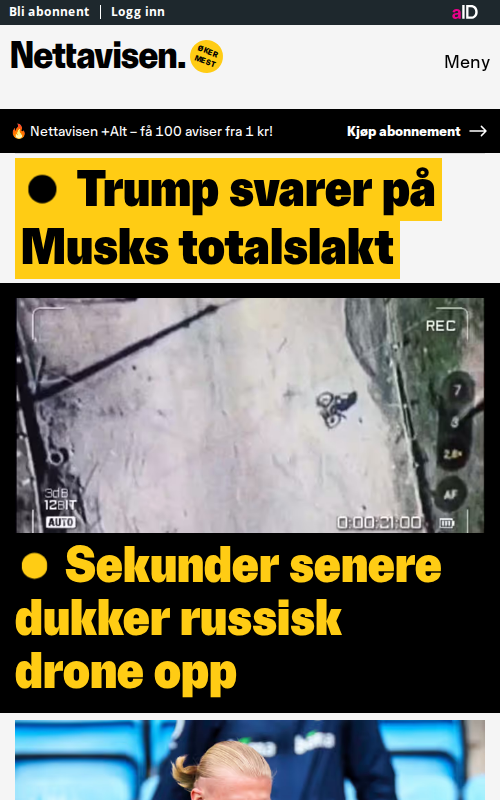 Bli abonnent | Logg inn
aID
Nettavisen.
ØKER
MEST
Meny
🔥 Nettavisen +Alt – få 100 aviser fra 1 kr!
Kjøp abonnement →
Trump svarer på
Musks totalslakt
REC
7
3
2,8×
AF
3dB
12BIT
AUTO
0:00:21:00
Sekunder senere
dukker russisk
drone opp